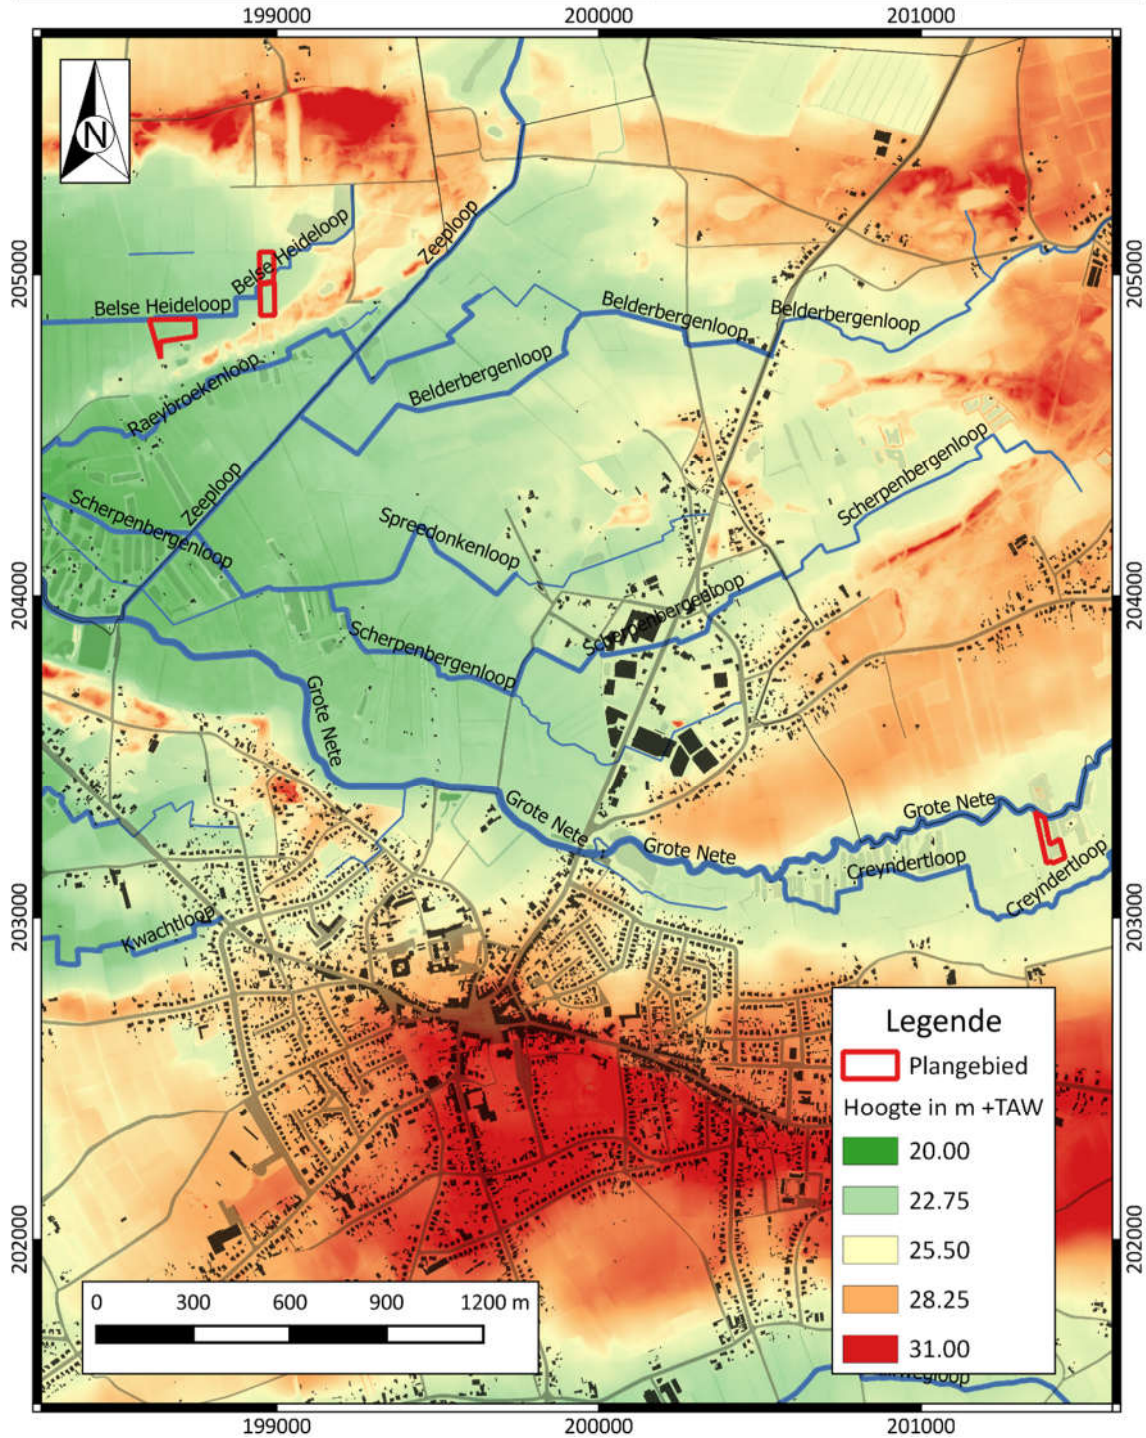 199000
200000
201000
N
205000
205000
Zeeploop
Belse Heideloop
Belse Heideloop
Belderbergenloop
Belderbergenloop
Belderbergenloop
Raeybroekenloop
Scherpenbergenloop
Zeeploop
Scherpenbergenloop
Spreedonkenloop
204000
204000
Scherpenbergenloop
Scherpenbergenloop
Grote Nete
Grote Nete
Grote Nete
Grote Nete
Creyndertloop
Creyndertloop
Kwachtloop
203000
203000
Legende
Plangebied
Hoogte in m +TAW
20.00
22.75
25.50
28.25
31.00
202000
202000
0
300
600
900
1200 m
199000
200000
201000